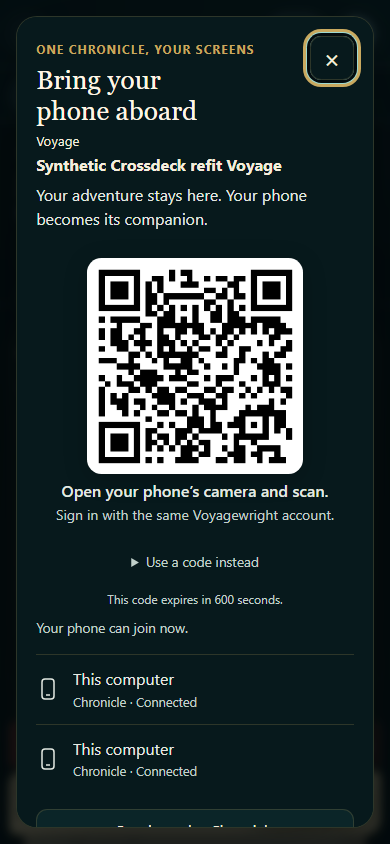 ONE CHRONICLE, YOUR SCREENS
Bring your
phone aboard
Voyage
Synthetic Crossdeck refit Voyage
Your adventure stays here. Your phone
becomes its companion.
Open your phone’s camera and scan.
Sign in with the same Voyagewright account.
▶ Use a code instead
This code expires in 600 seconds.
Your phone can join now.
This computer
Chronicle · Connected
This computer
Chronicle · Connected